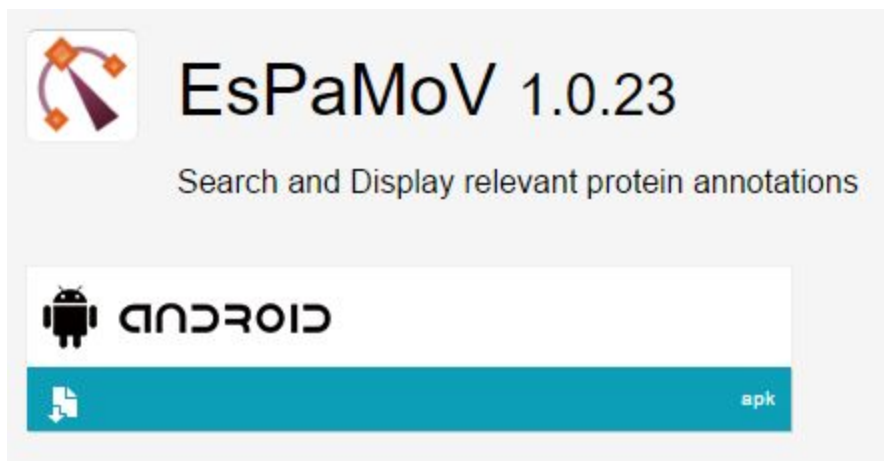 EsPaMoV 1.0.23
Search and Display relevant protein annotations
ANDROID
apk